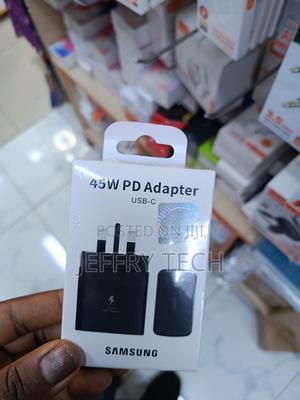 45W PD Adapter
USB-C
POSTED ON JIJI
JEFFRY TECH
SAMSUNG